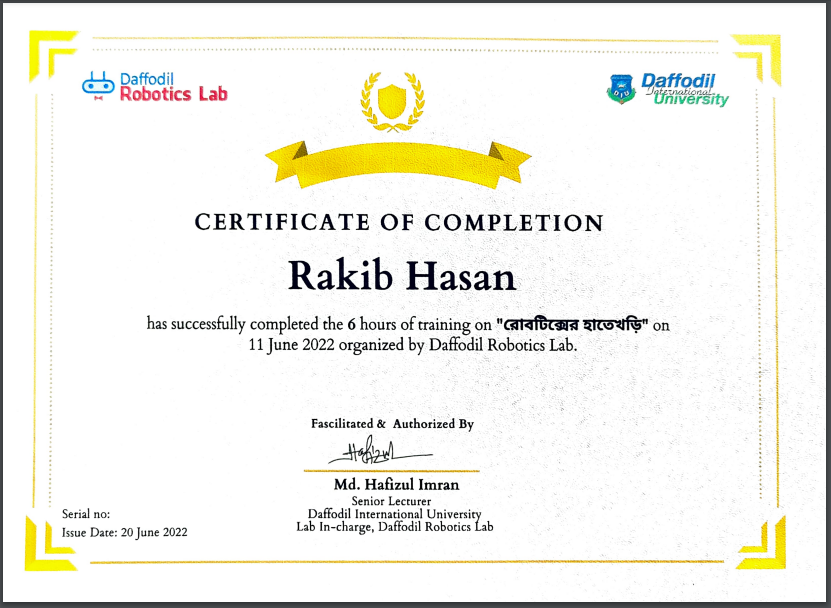 Daffodil
Robotics Lab
Daffodil
International
University
DIU
CERTIFICATE OF COMPLETION
Rakib Hasan
has successfully completed the 6 hours of training on "রোবটিক্সের হাতেখড়ি" on
11 June 2022 organized by Daffodil Robotics Lab.
Fascilitated & Authorized By
Hafizul
Md. Hafizul Imran
Senior Lecturer
Daffodil International University
Lab In-charge, Daffodil Robotics Lab
Serial no:
Issue Date: 20 June 2022